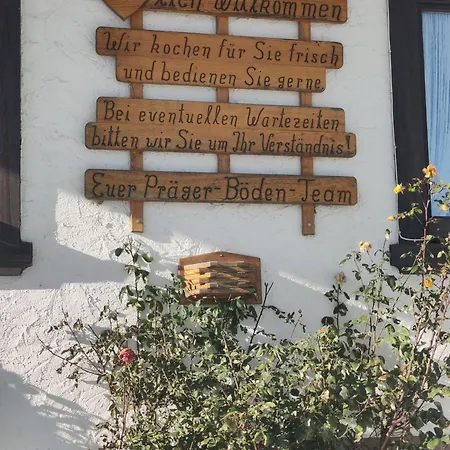 Willkommen
Wir kochen für Sie frisch
und bedienen Sie gerne
Bei eventuellen Wartezeiten
bitten wir Sie um Ihr Verständnis!
Euer Präger-Böden-Team